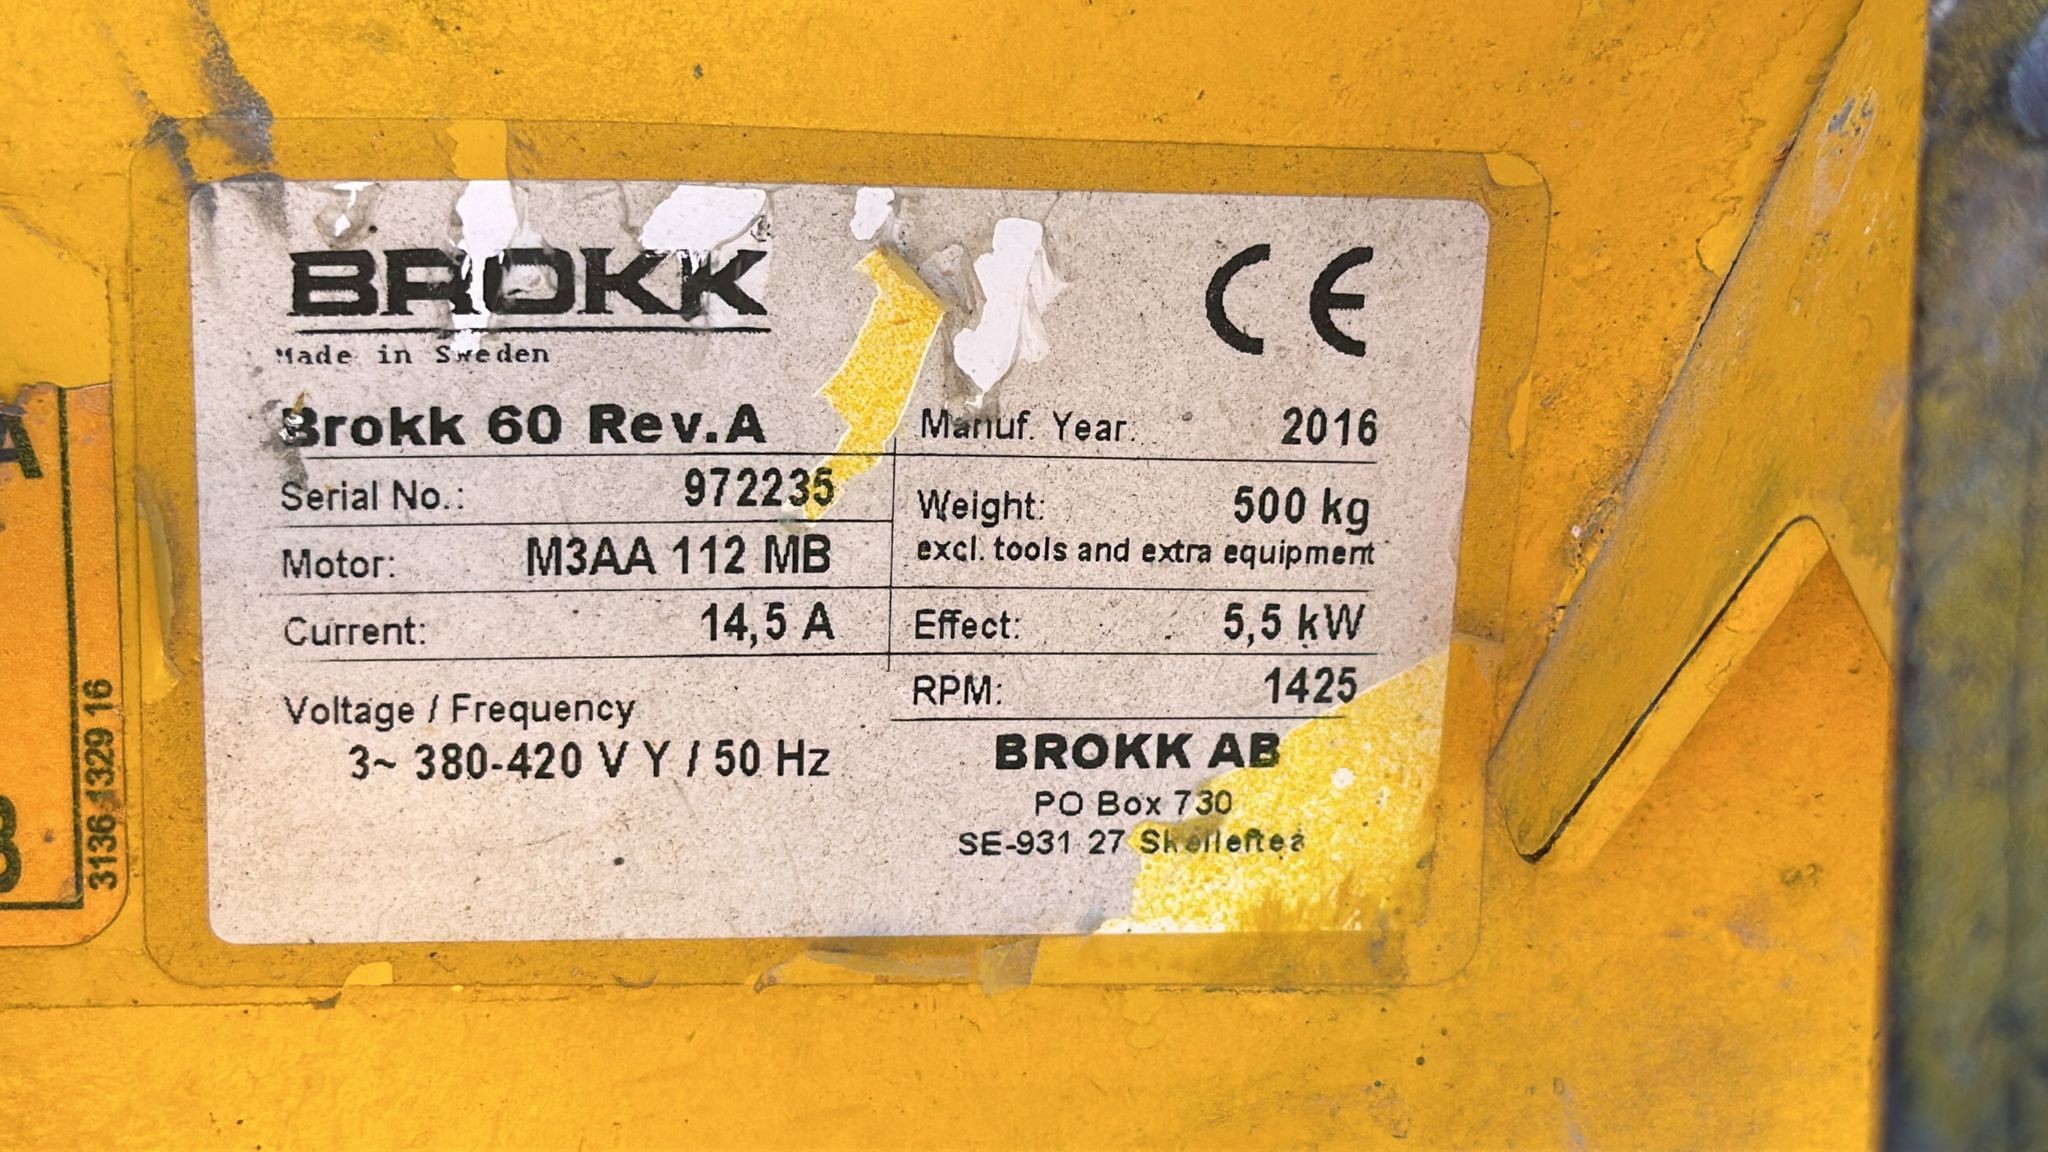 BROKK®
Made in Sweden
Brokk 60 Rev.A
Serial No.: 972235
Motor: M3AA 112 MB
Current: 14,5 A
Voltage / Frequency
3~ 380-420 V Y / 50 Hz
CE
Manuf. Year: 2016
Weight: 500 kg
excl. tools and extra equipment
Effect: 5,5 kW
RPM: 1425
BROKK AB
PO Box 730
SE-931 27 Skellefteå
A
3136 1329 16